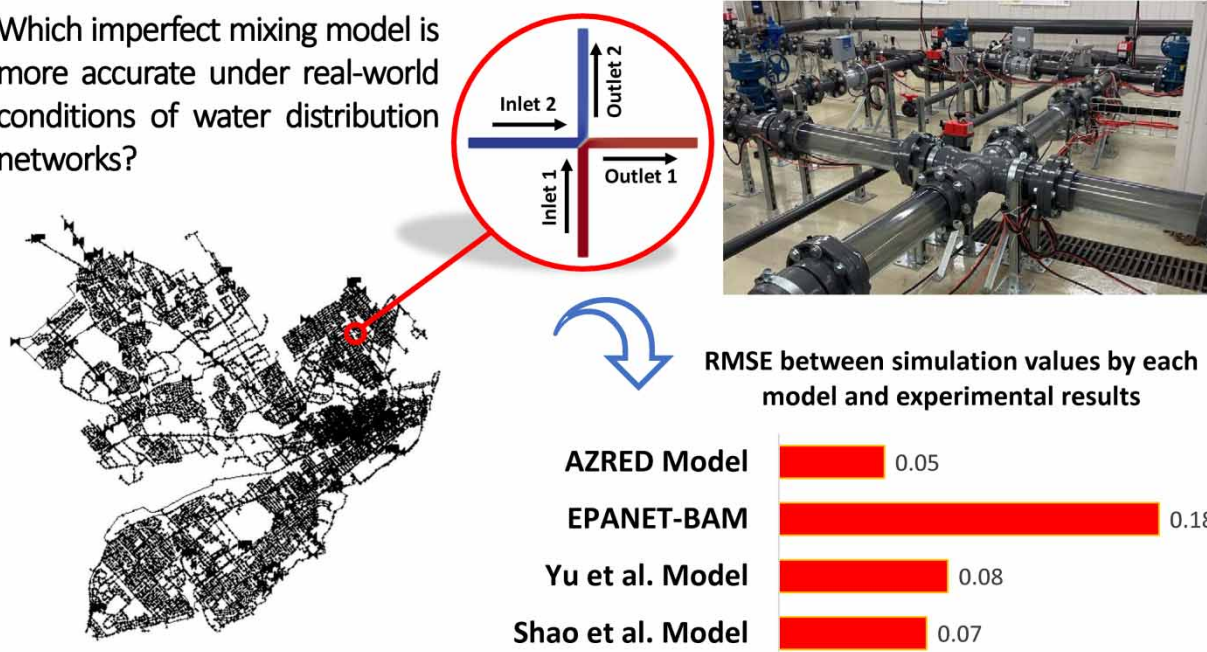 Which imperfect mixing model is
more accurate under real-world
conditions of water distribution
networks?
Outlet 2
Inlet 2
Inlet 1
Outlet 1
RMSE between simulation values by each
model and experimental results
AZRED Model
0.05
EPANET-BAM
0.18
Yu et al. Model
0.08
Shao et al. Model
0.07